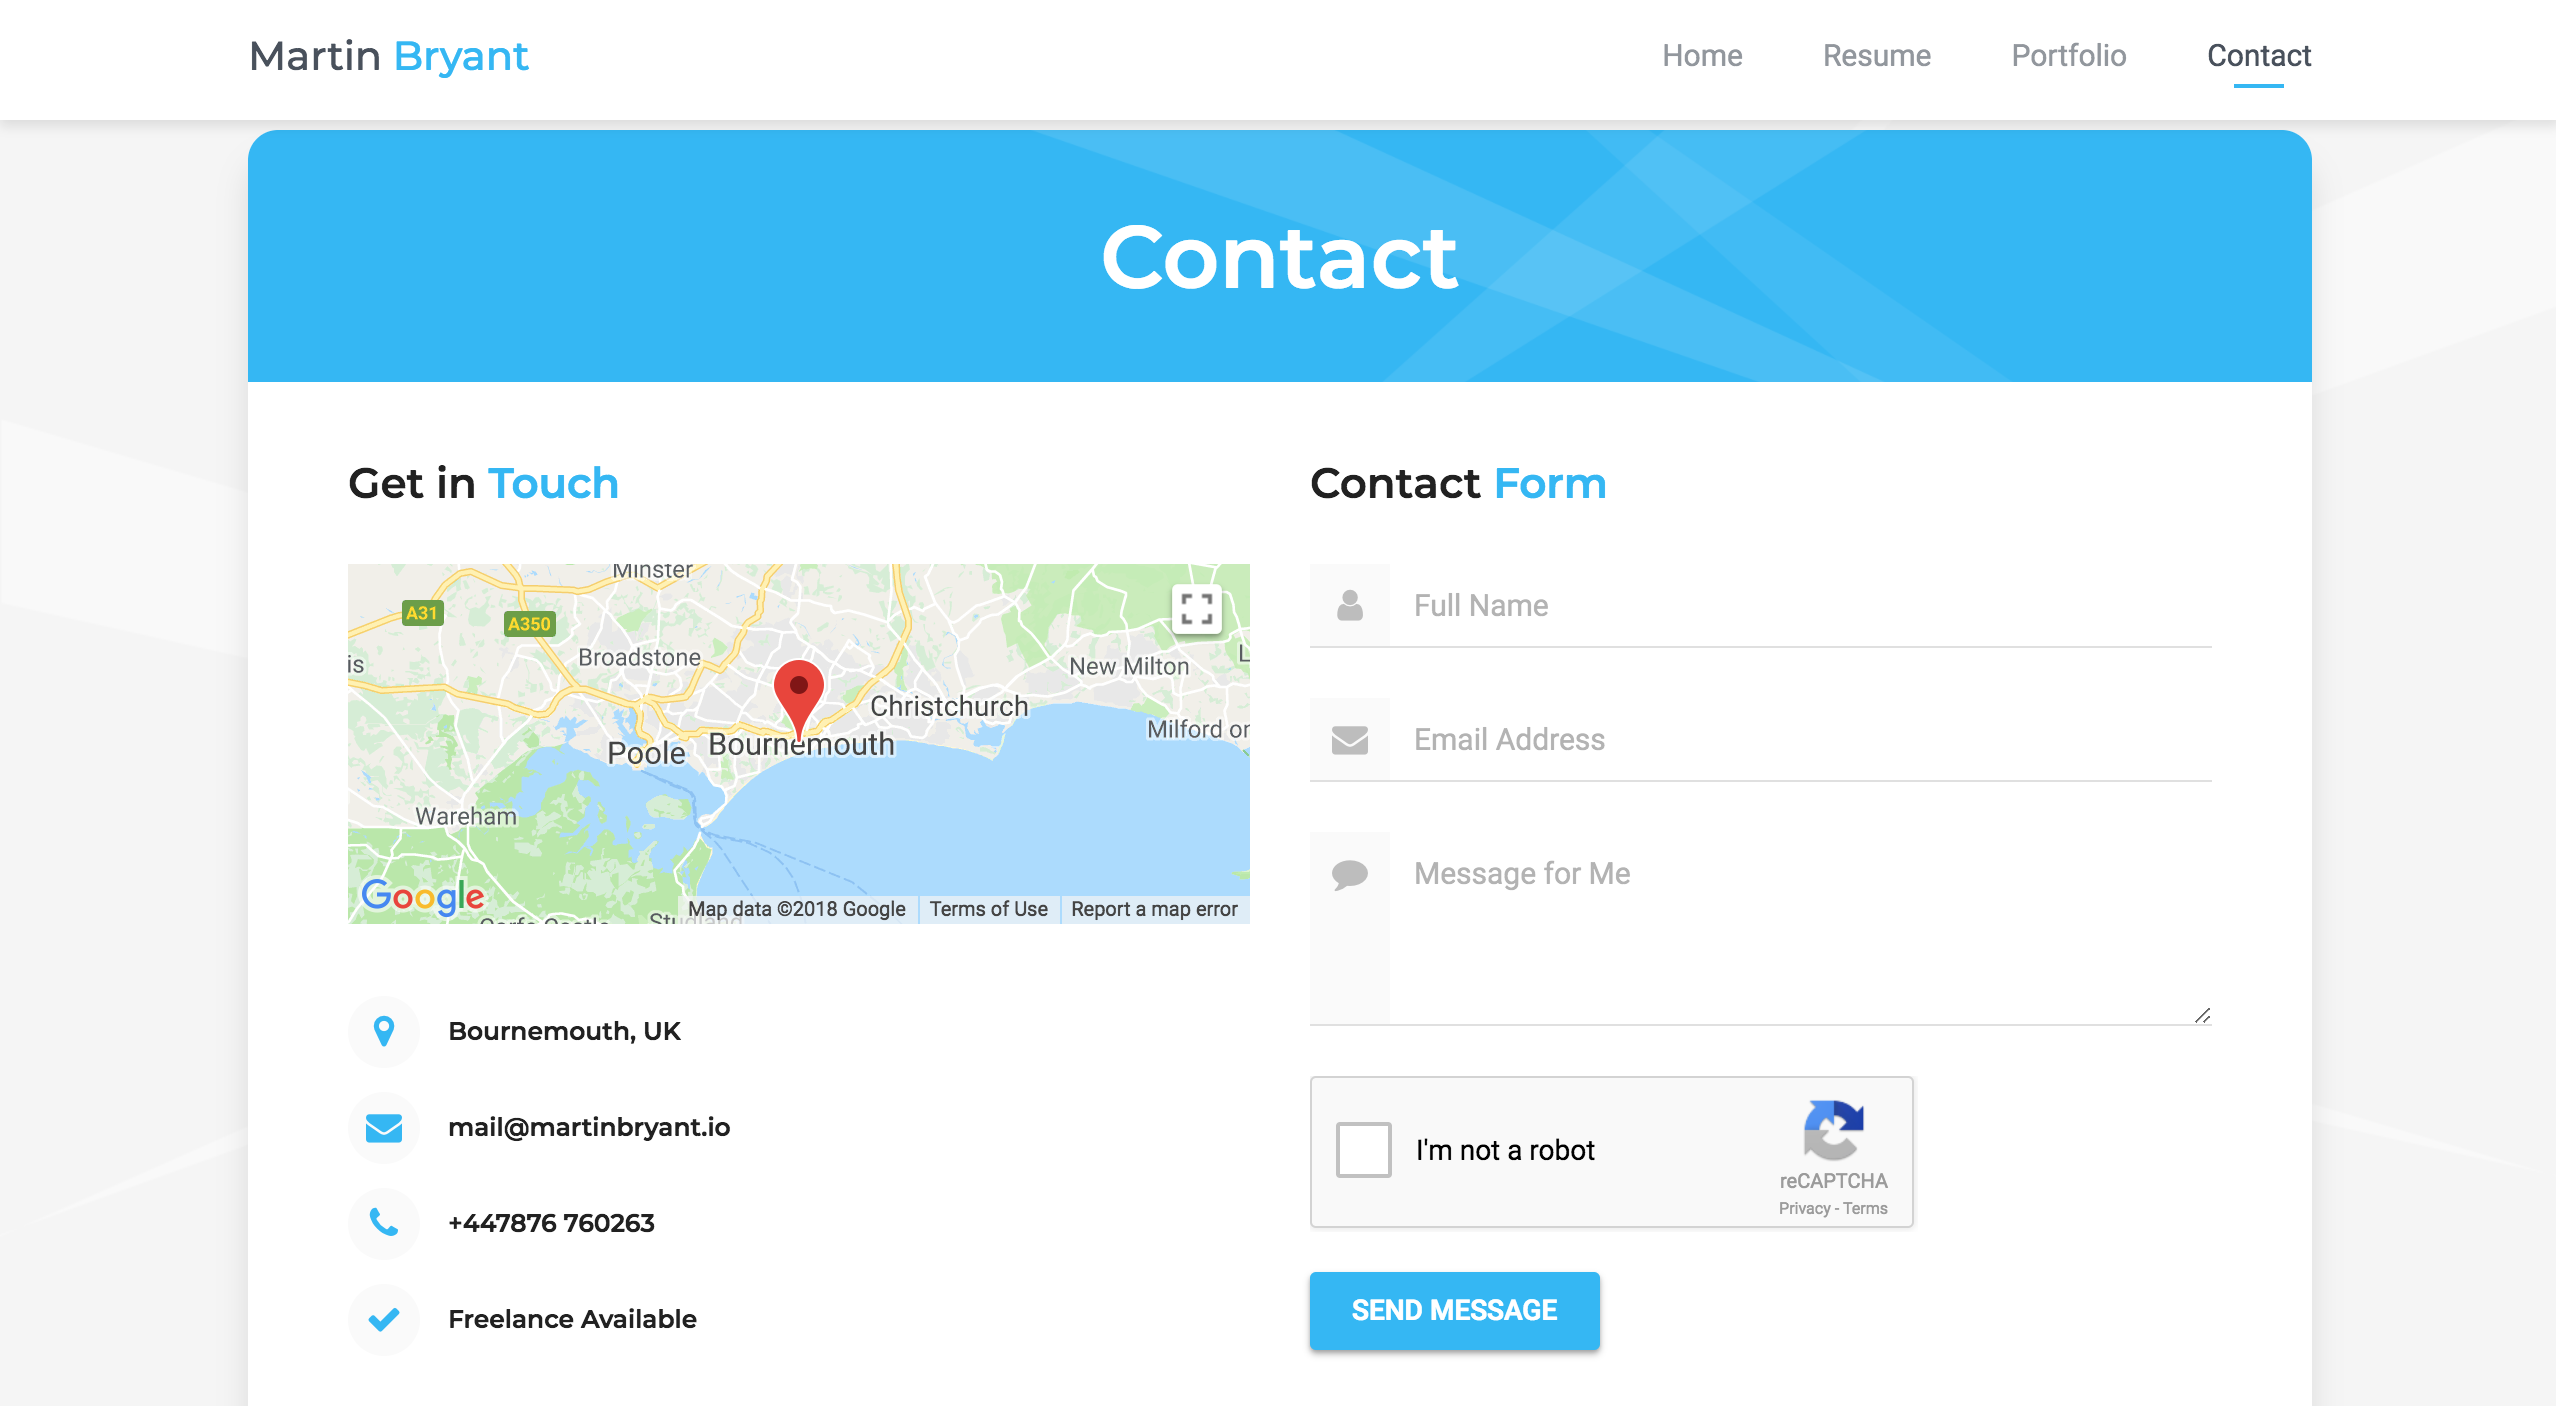 Martin Bryant
Home
Resume
Portfolio
Contact
Contact
Get in Touch
Minster
A31
A350
is
Broadstone
New Milton
L
Christchurch
Milford or
Poole
Bournemouth
Wareham
Google
Corfe Castle
Studland
Map data ©2018 Google
Terms of Use
Report a map error
Bournemouth, UK
mail@martinbryant.io
+447876 760263
Freelance Available
Contact Form
Full Name
Email Address
Message for Me
I'm not a robot
reCAPTCHA
Privacy - Terms
SEND MESSAGE